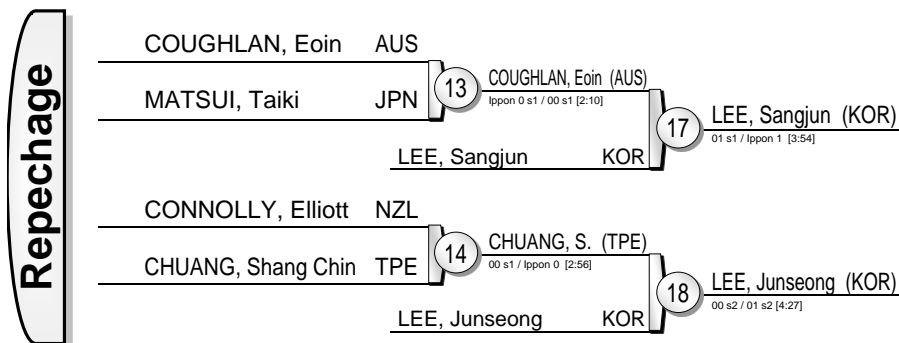 Repechage
COUGHLAN, Eoin AUS
MATSUI, Taiki JPN
13
COUGHLAN, Eoin (AUS)
Ippon 0 s1 / 00 s1 [2:10]
LEE, Sangjun KOR
17
LEE, Sangjun (KOR)
01 s1 / Ippon 1 [3:54]
CONNOLLY, Elliott NZL
CHUANG, Shang Chin TPE
14
CHUANG, S. (TPE)
00 s1 / Ippon 0 [2:56]
LEE, Junseong KOR
18
LEE, Junseong (KOR)
00 s2 / 01 s2 [4:27]